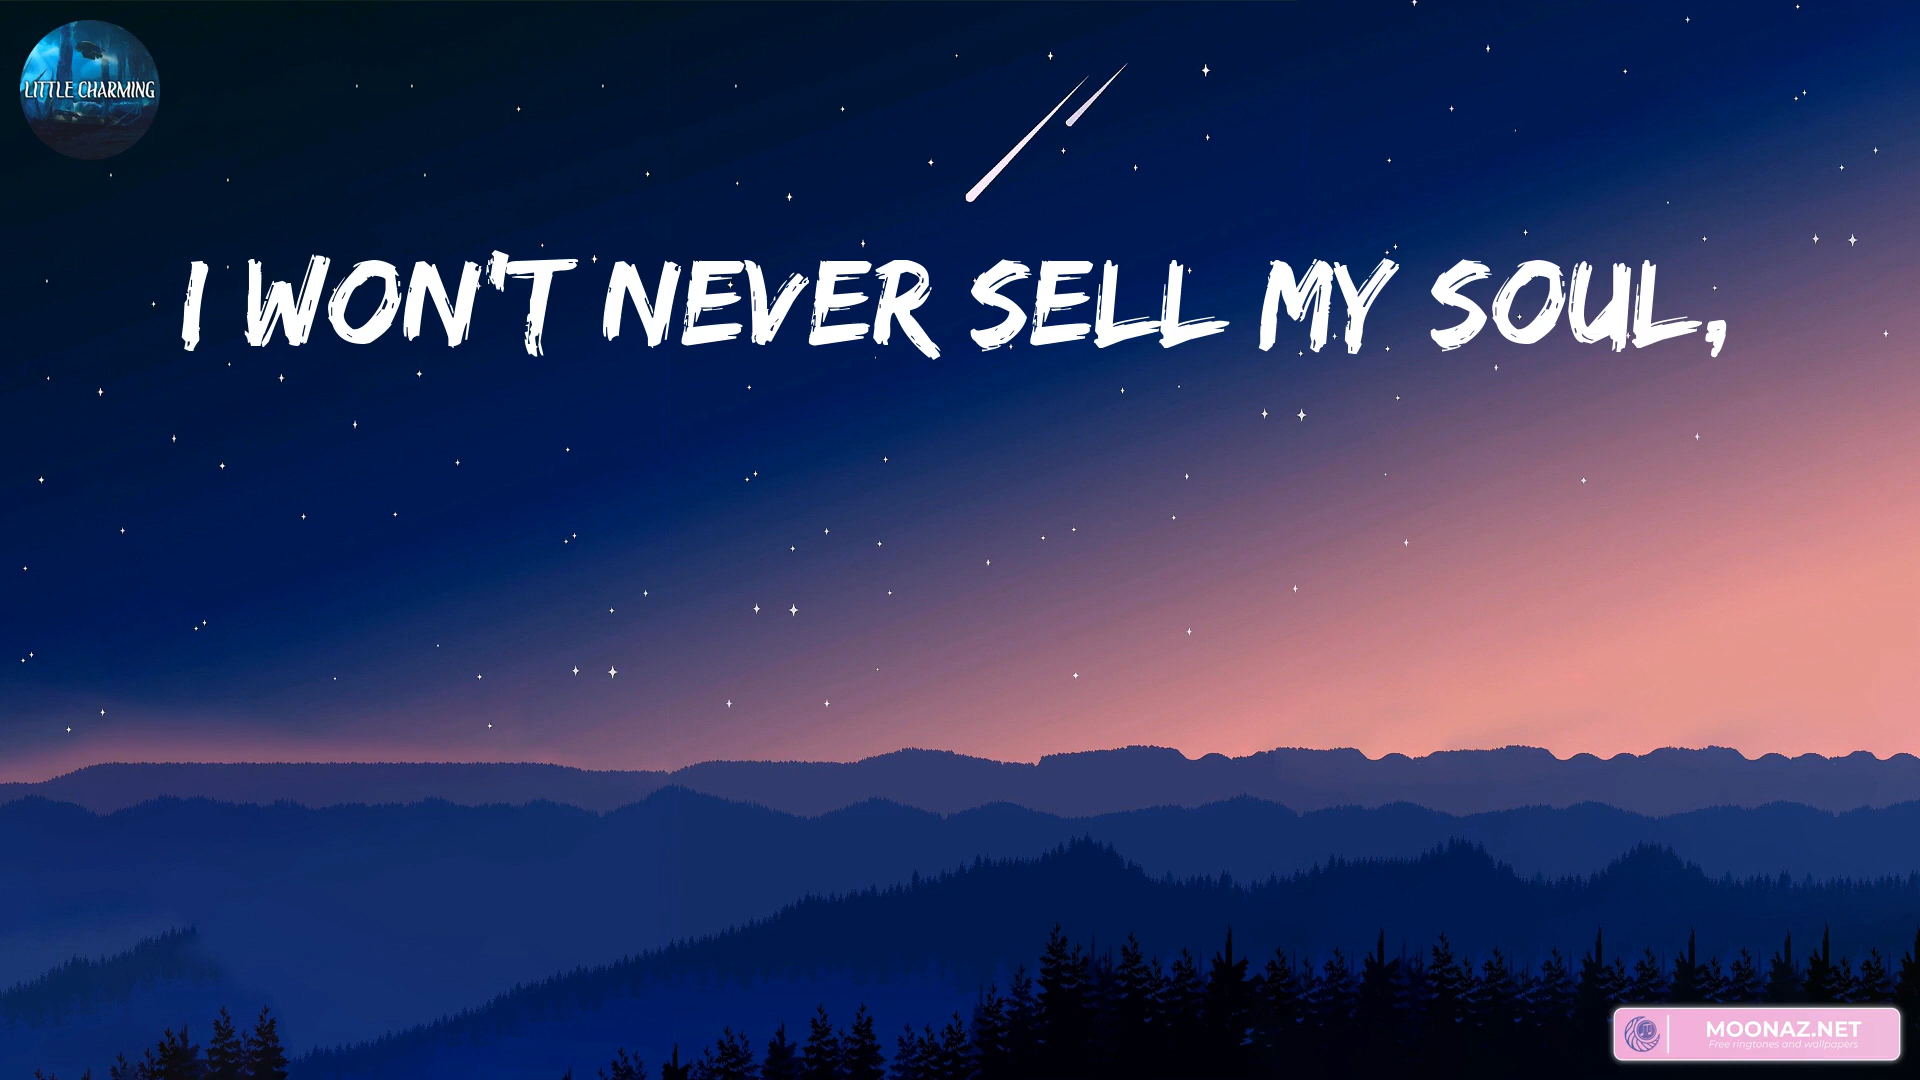 LITTLE CHARMING
I WON'T NEVER SELL MY SOUL,
MOONAZ.NET
Free ringtones and wallpapers